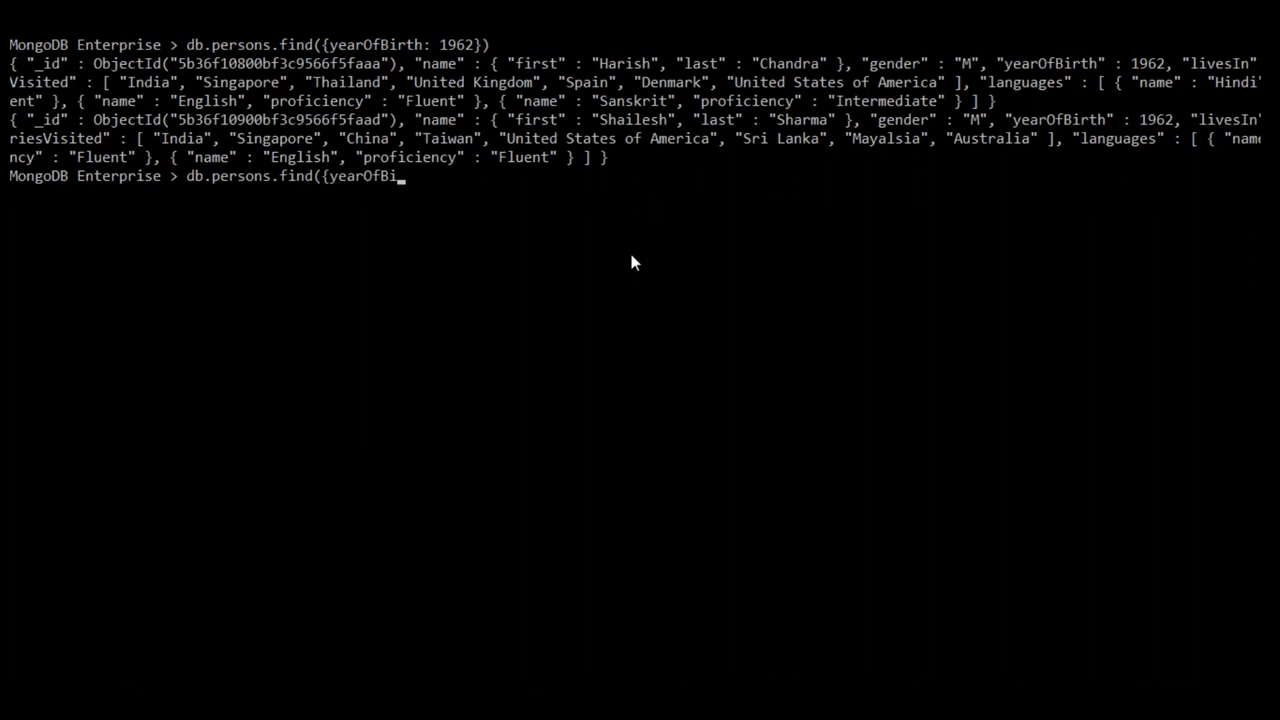 MongoDB Enterprise > db.persons.find({yearOfBirth: 1962})
{ "_id" : ObjectId("5b36f10800bf3c9566f5faaa"), "name" : { "first" : "Harish", "last" : "Chandra" }, "gender" : "M", "yearOfBirth" : 1962, "livesIn"
Visited" : [ "India", "Singapore", "Thailand", "United Kingdom", "Spain", "Denmark", "United States of America" ], "languages" : [ { "name" : "Hindi"
ent" }, { "name" : "English", "proficiency" : "Fluent" }, { "name" : "Sanskrit", "proficiency" : "Intermediate" } ] }
{ "_id" : ObjectId("5b36f10900bf3c9566f5faad"), "name" : { "first" : "Shailesh", "last" : "Sharma" }, "gender" : "M", "yearOfBirth" : 1962, "livesIn"
riesVisited" : [ "India", "Singapore", "China", "Taiwan", "United States of America", "Sri Lanka", "Mayalsia", "Australia" ], "languages" : [ { "name
ncy" : "Fluent" }, { "name" : "English", "proficiency" : "Fluent" } ] }
MongoDB Enterprise > db.persons.find({yearOfBi_